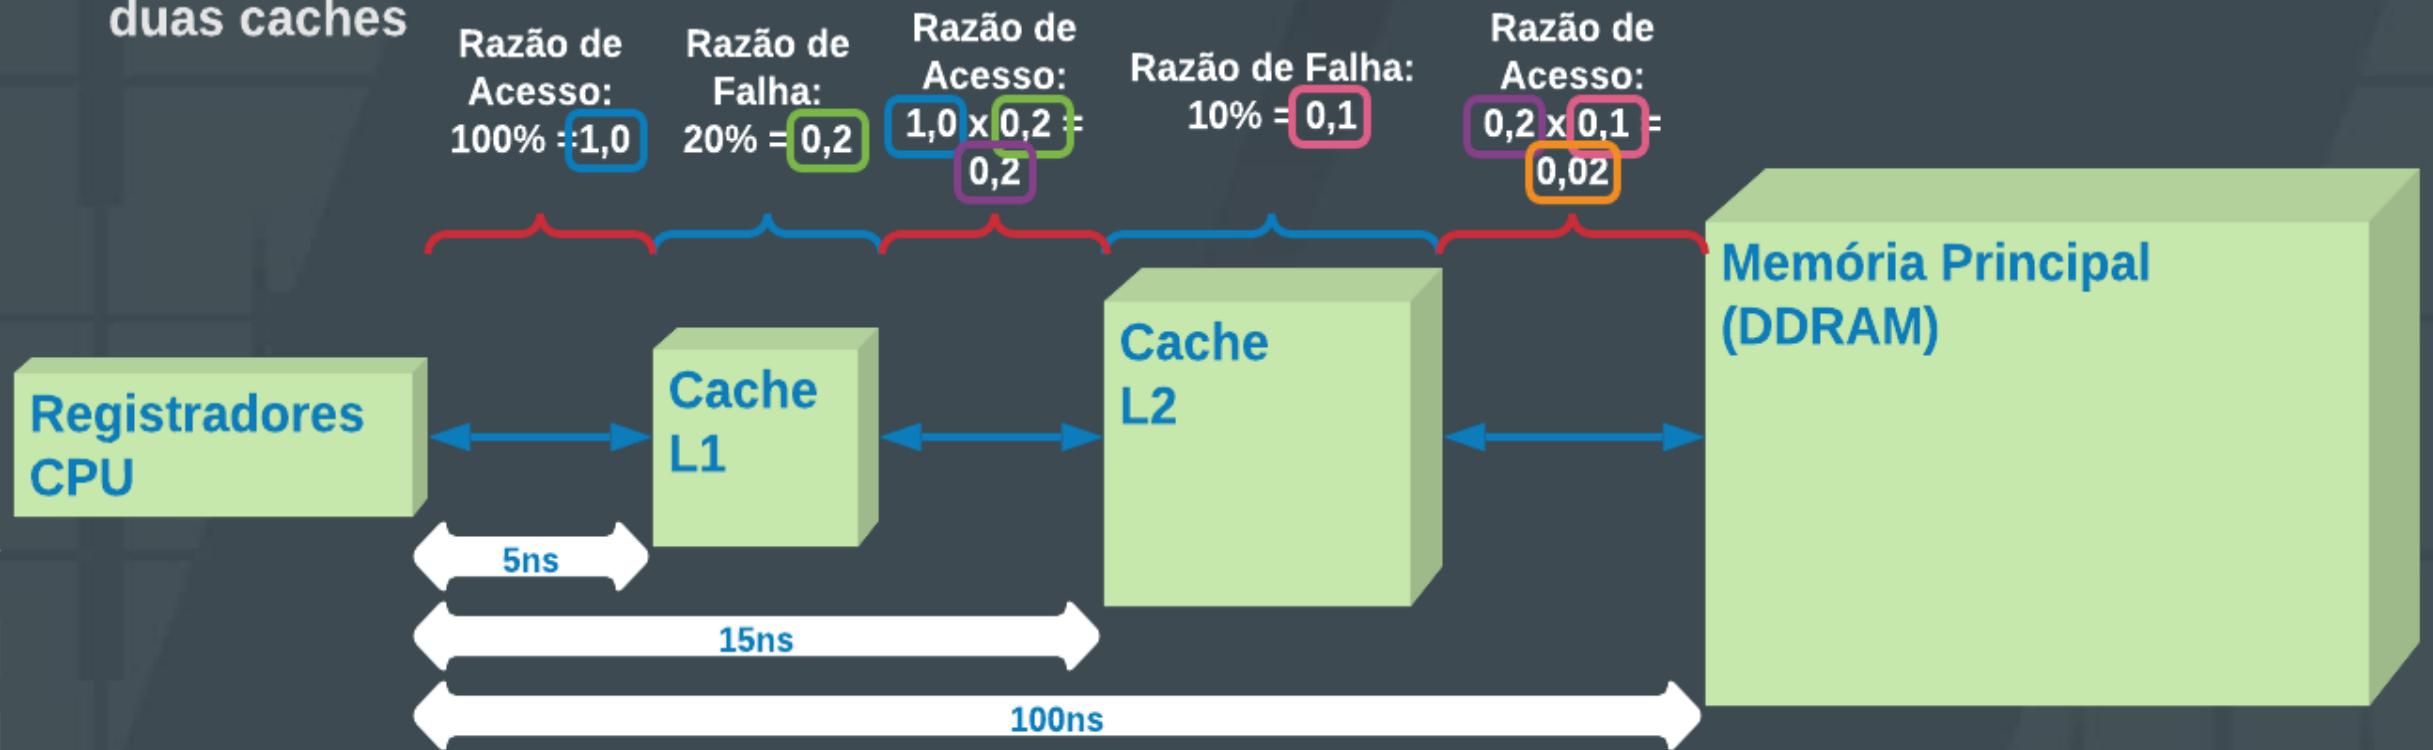 duas caches
Razão de
Acesso:
100% =1,0
Razão de
Falha:
20% = 0,2
Razão de
Acesso:
1,0 x 0,2 =
0,2
Razão de Falha:
10% = 0,1
Razão de
Acesso:
0,2 x 0,1 =
0,02
Registradores
CPU
Cache
L1
Cache
L2
Memória Principal
(DDRAM)
5ns
15ns
100ns